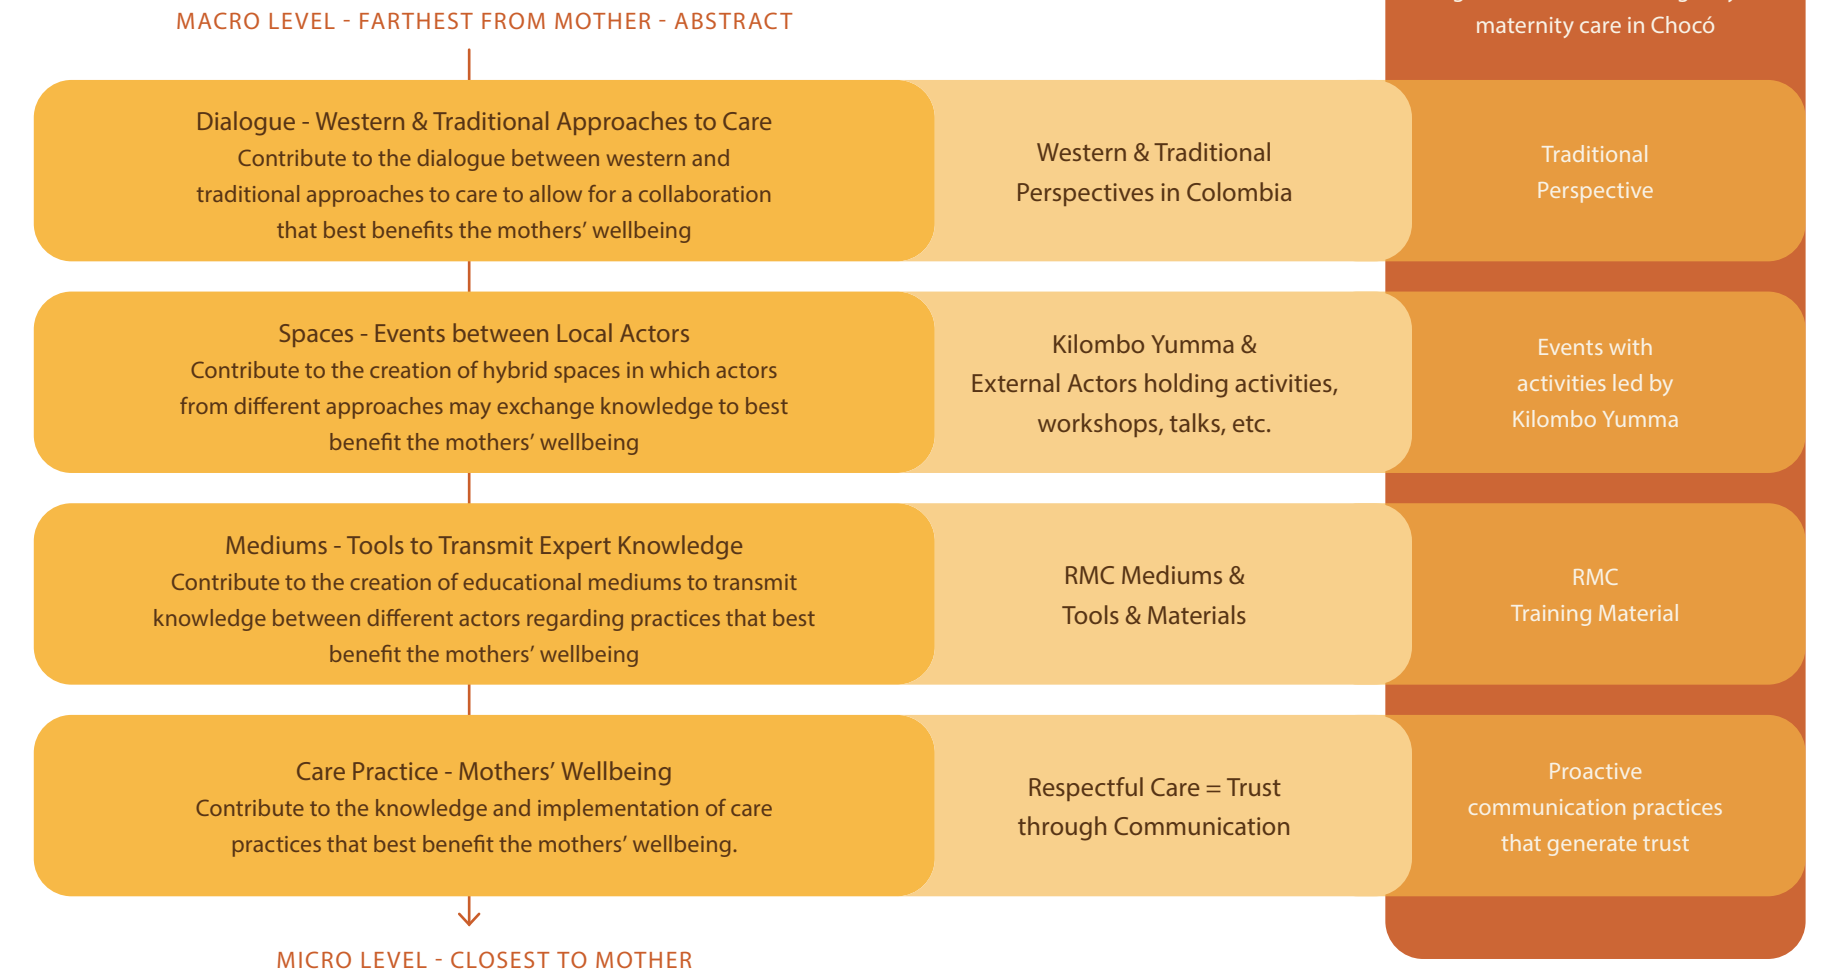 MACRO LEVEL - FARTHEST FROM MOTHER - ABSTRACT
maternity care in Chocó
Dialogue - Western & Traditional Approaches to Care
Contribute to the dialogue between western and
traditional approaches to care to allow for a collaboration
that best benefits the mothers’ wellbeing
Western & Traditional
Perspectives in Colombia
Traditional
Perspective
Spaces - Events between Local Actors
Contribute to the creation of hybrid spaces in which actors
from different approaches may exchange knowledge to best
benefit the mothers’ wellbeing
Kilombo Yumma &
External Actors holding activities,
workshops, talks, etc.
Events with
activities led by
Kilombo Yumma
Mediums - Tools to Transmit Expert Knowledge
Contribute to the creation of educational mediums to transmit
knowledge between different actors regarding practices that best
benefit the mothers’ wellbeing
RMC Mediums &
Tools & Materials
RMC
Training Material
Care Practice - Mothers’ Wellbeing
Contribute to the knowledge and implementation of care
practices that best benefit the mothers’ wellbeing.
Respectful Care = Trust
through Communication
Proactive
communication practices
that generate trust
MICRO LEVEL - CLOSEST TO MOTHER